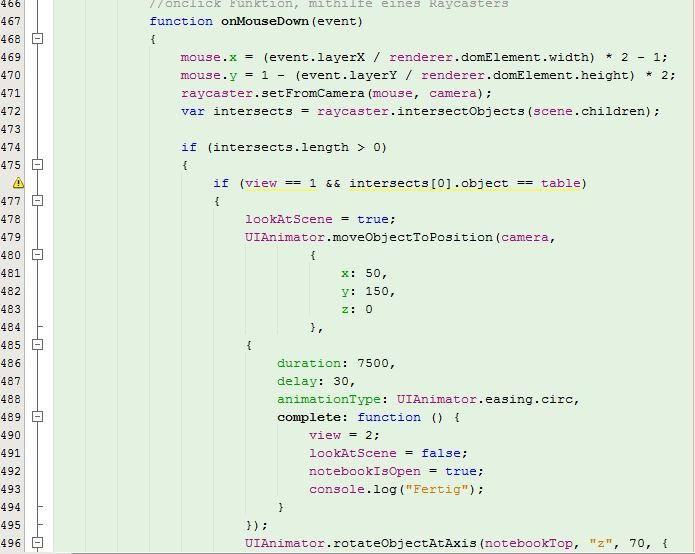 466 //onclick Funktion, mithilfe eines Raycasters
467 function onMouseDown(event)
468 {
469 mouse.x = (event.layerX / renderer.domElement.width) * 2 - 1;
470 mouse.y = 1 - (event.layerY / renderer.domElement.height) * 2;
471 raycaster.setFromCamera(mouse, camera);
472 var intersects = raycaster.intersectObjects(scene.children);
473
474 if (intersects.length > 0)
475 {
if (view == 1 && intersects[0].object == table)
477 {
478 lookAtScene = true;
479 UIAnimator.moveObjectToPosition(camera,
480 {
481 x: 50,
482 y: 150,
483 z: 0
484 },
485 {
486 duration: 7500,
487 delay: 30,
488 animationType: UIAnimator.easing.circ,
489 complete: function () {
490 view = 2;
491 lookAtScene = false;
492 notebookIsOpen = true;
493 console.log("Fertig");
494 }
495 });
496 UIAnimator.rotateObjectAtAxis(notebookTop, "z", 70, {